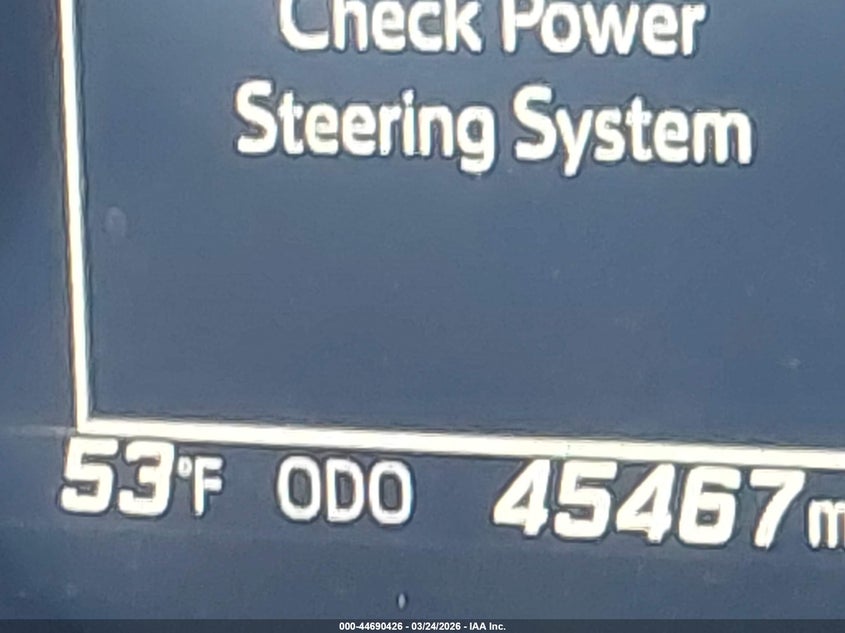 Check Power
Steering System
53°F ODO 45467 m
000-44690426 - 03/24/2026 - IAA Inc.